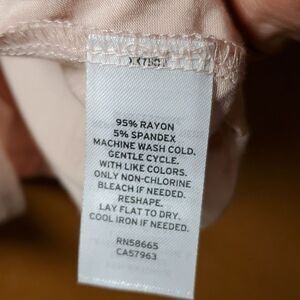 95% RAYON
5% SPANDEX
MACHINE WASH COLD.
GENTLE CYCLE.
WITH LIKE COLORS.
ONLY NON-CHLORINE
BLEACH IF NEEDED.
RESHAPE.
LAY FLAT TO DRY.
COOL IRON IF NEEDED.
RN58665
CA57963